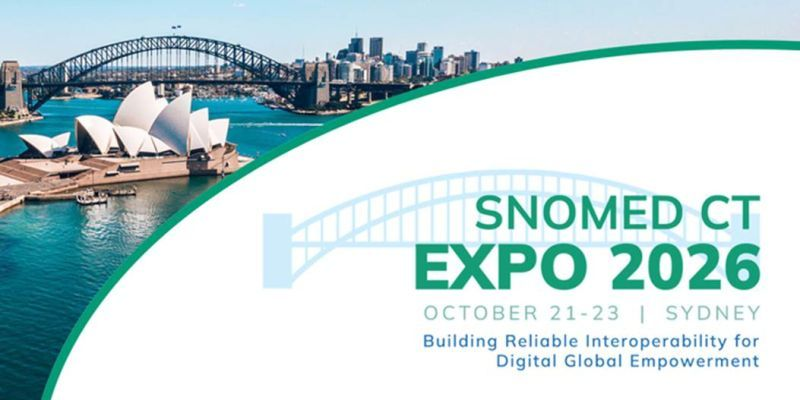 SNOMED CT
EXPO 2026
OCTOBER 21-23 | SYDNEY
Building Reliable Interoperability for
Digital Global Empowerment